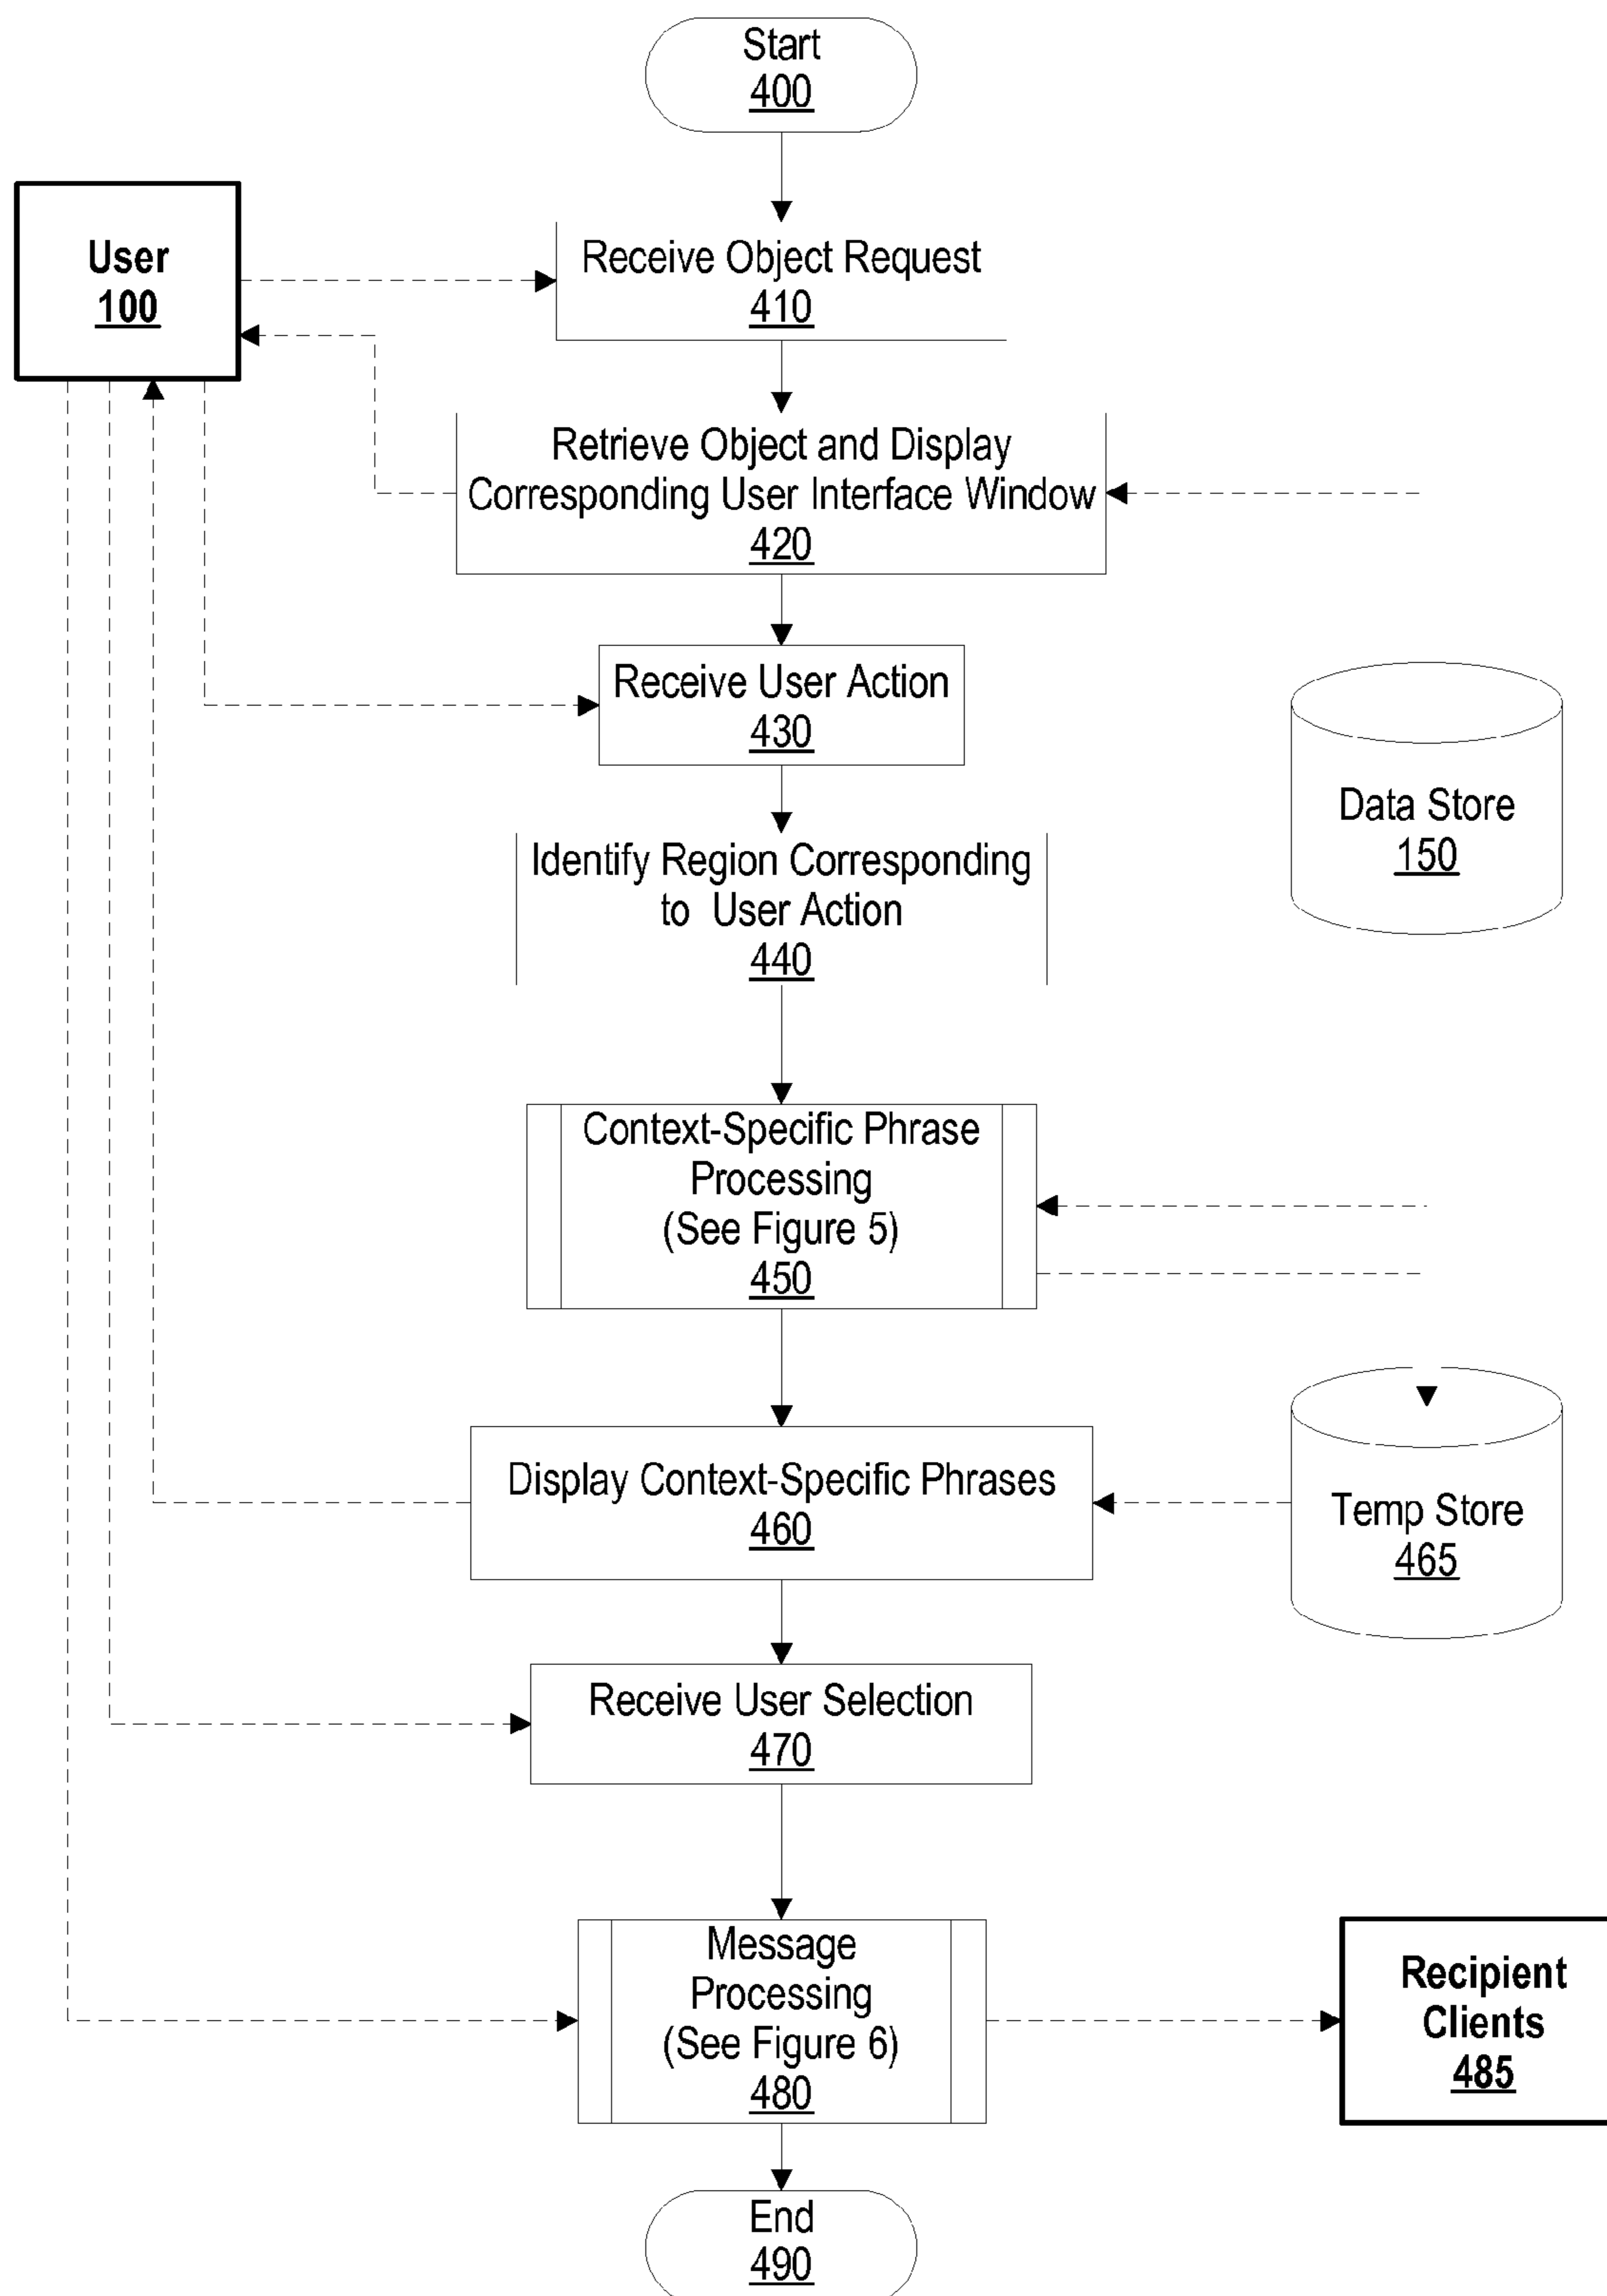 Start
400
User
100
Receive Object Request
410
Retrieve Object and Display
Corresponding User Interface Window
420
Receive User Action
430
Data Store
150
Identify Region Corresponding
to User Action
440
Context-Specific Phrase
Processing
(See Figure 5)
450
Display Context-Specific Phrases
460
Temp Store
465
Receive User Selection
470
Message
Processing
(See Figure 6)
480
Recipient
Clients
485
End
490